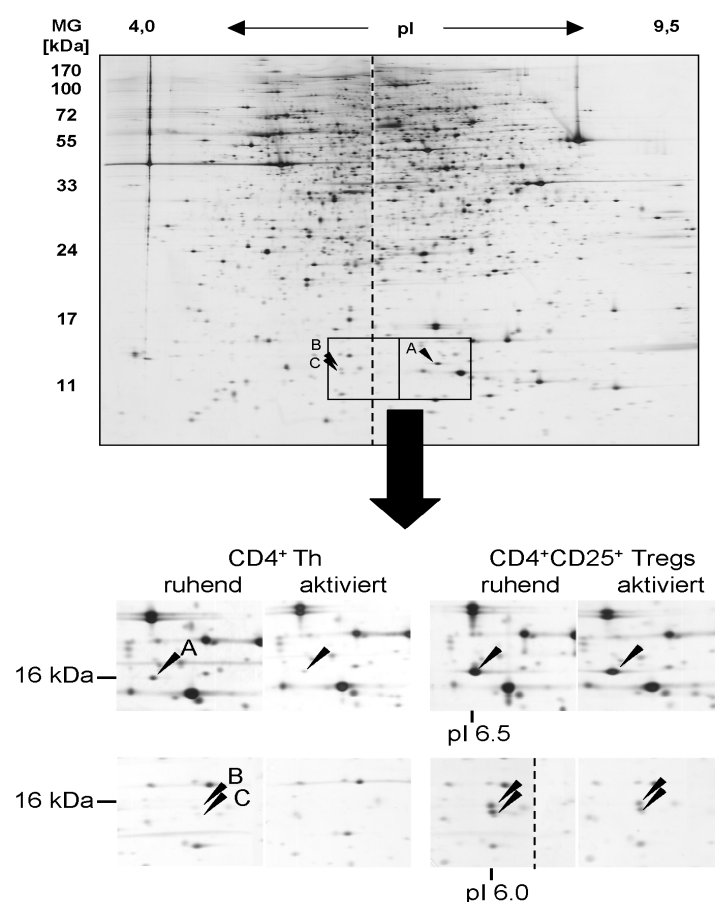 MG 4,0 pI 9,5
[kDa]
170
100
72
55
33
24
17
B A
C
11
CD4+ Th CD4+CD25+ Tregs
ruhend aktiviert ruhend aktiviert
A
16 kDa
pI 6.5
B
16 kDa C
pI 6.0